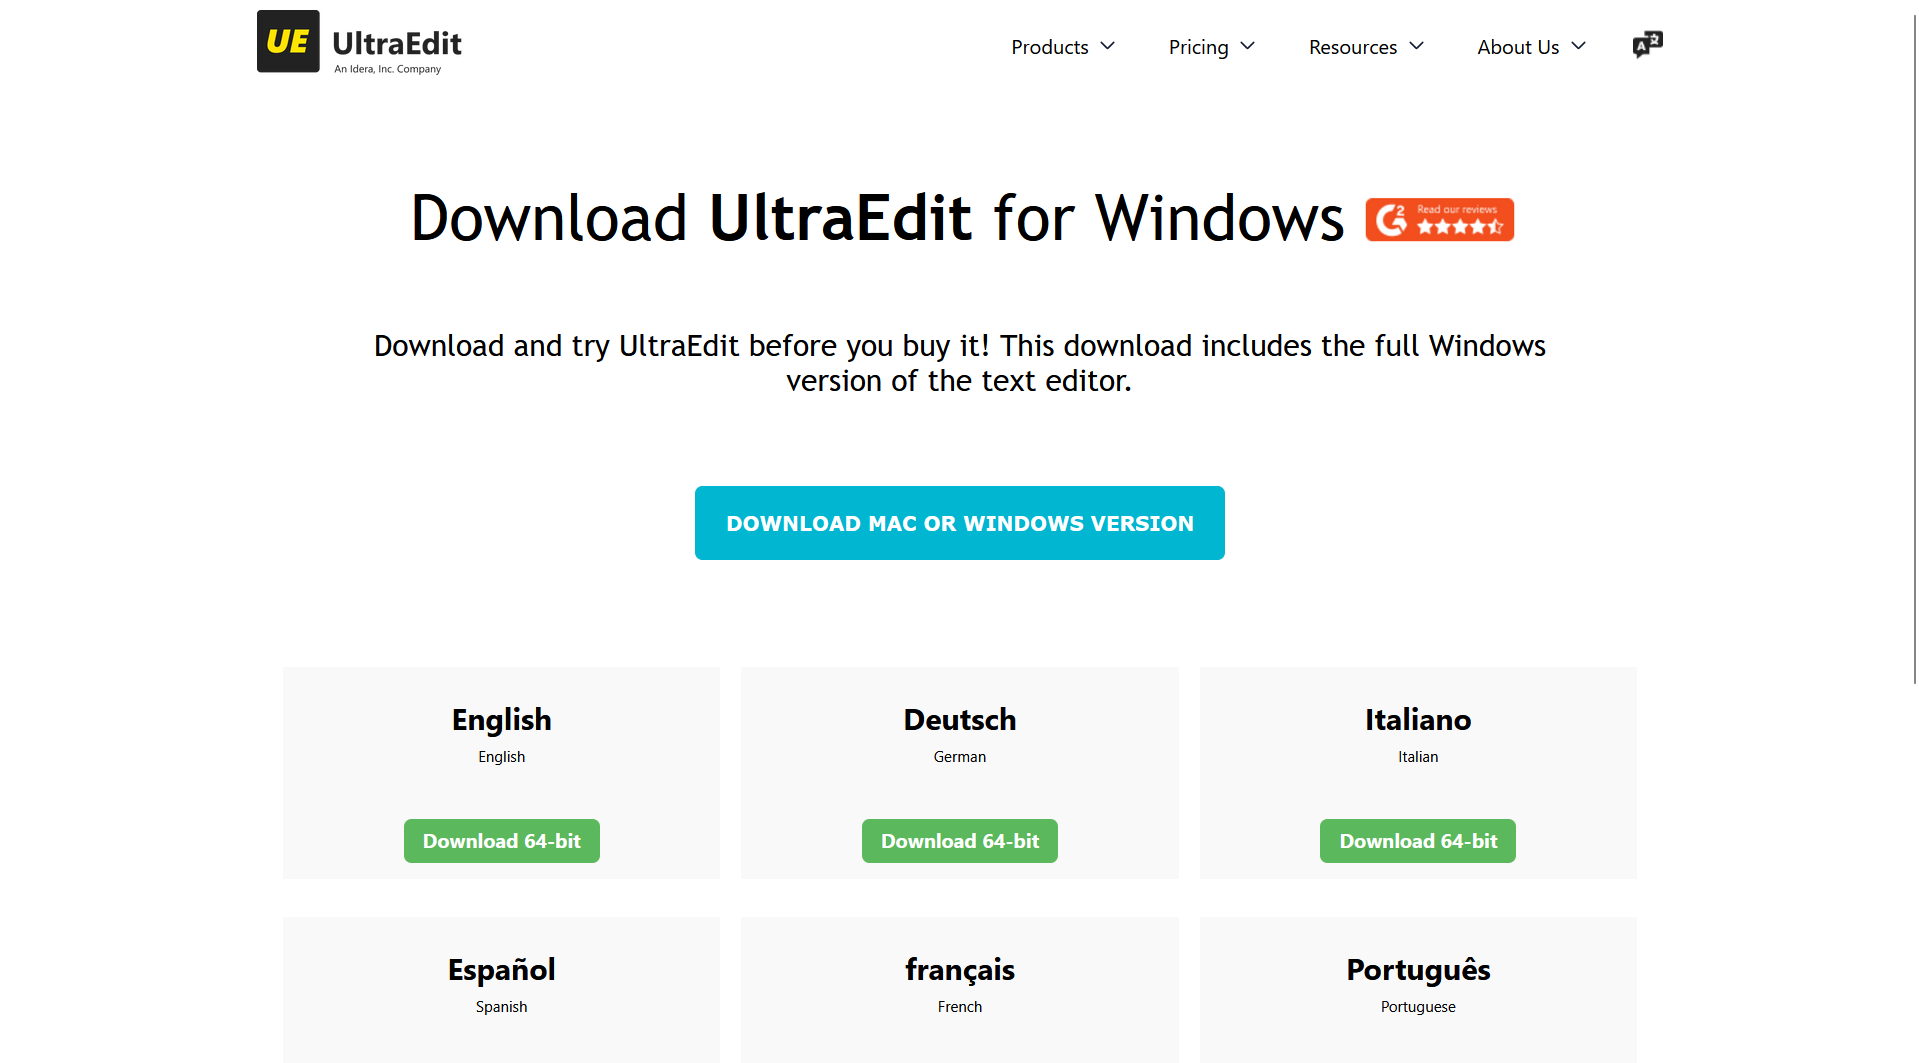 UE UltraEdit
An Idera, Inc. Company
Products Pricing Resources About Us
Download UltraEdit for Windows
Read our reviews
Download and try UltraEdit before you buy it! This download includes the full Windows
version of the text editor.
DOWNLOAD MAC OR WINDOWS VERSION
English
English
Download 64-bit
Deutsch
German
Download 64-bit
Italiano
Italian
Download 64-bit
Español
Spanish
français
French
Português
Portuguese